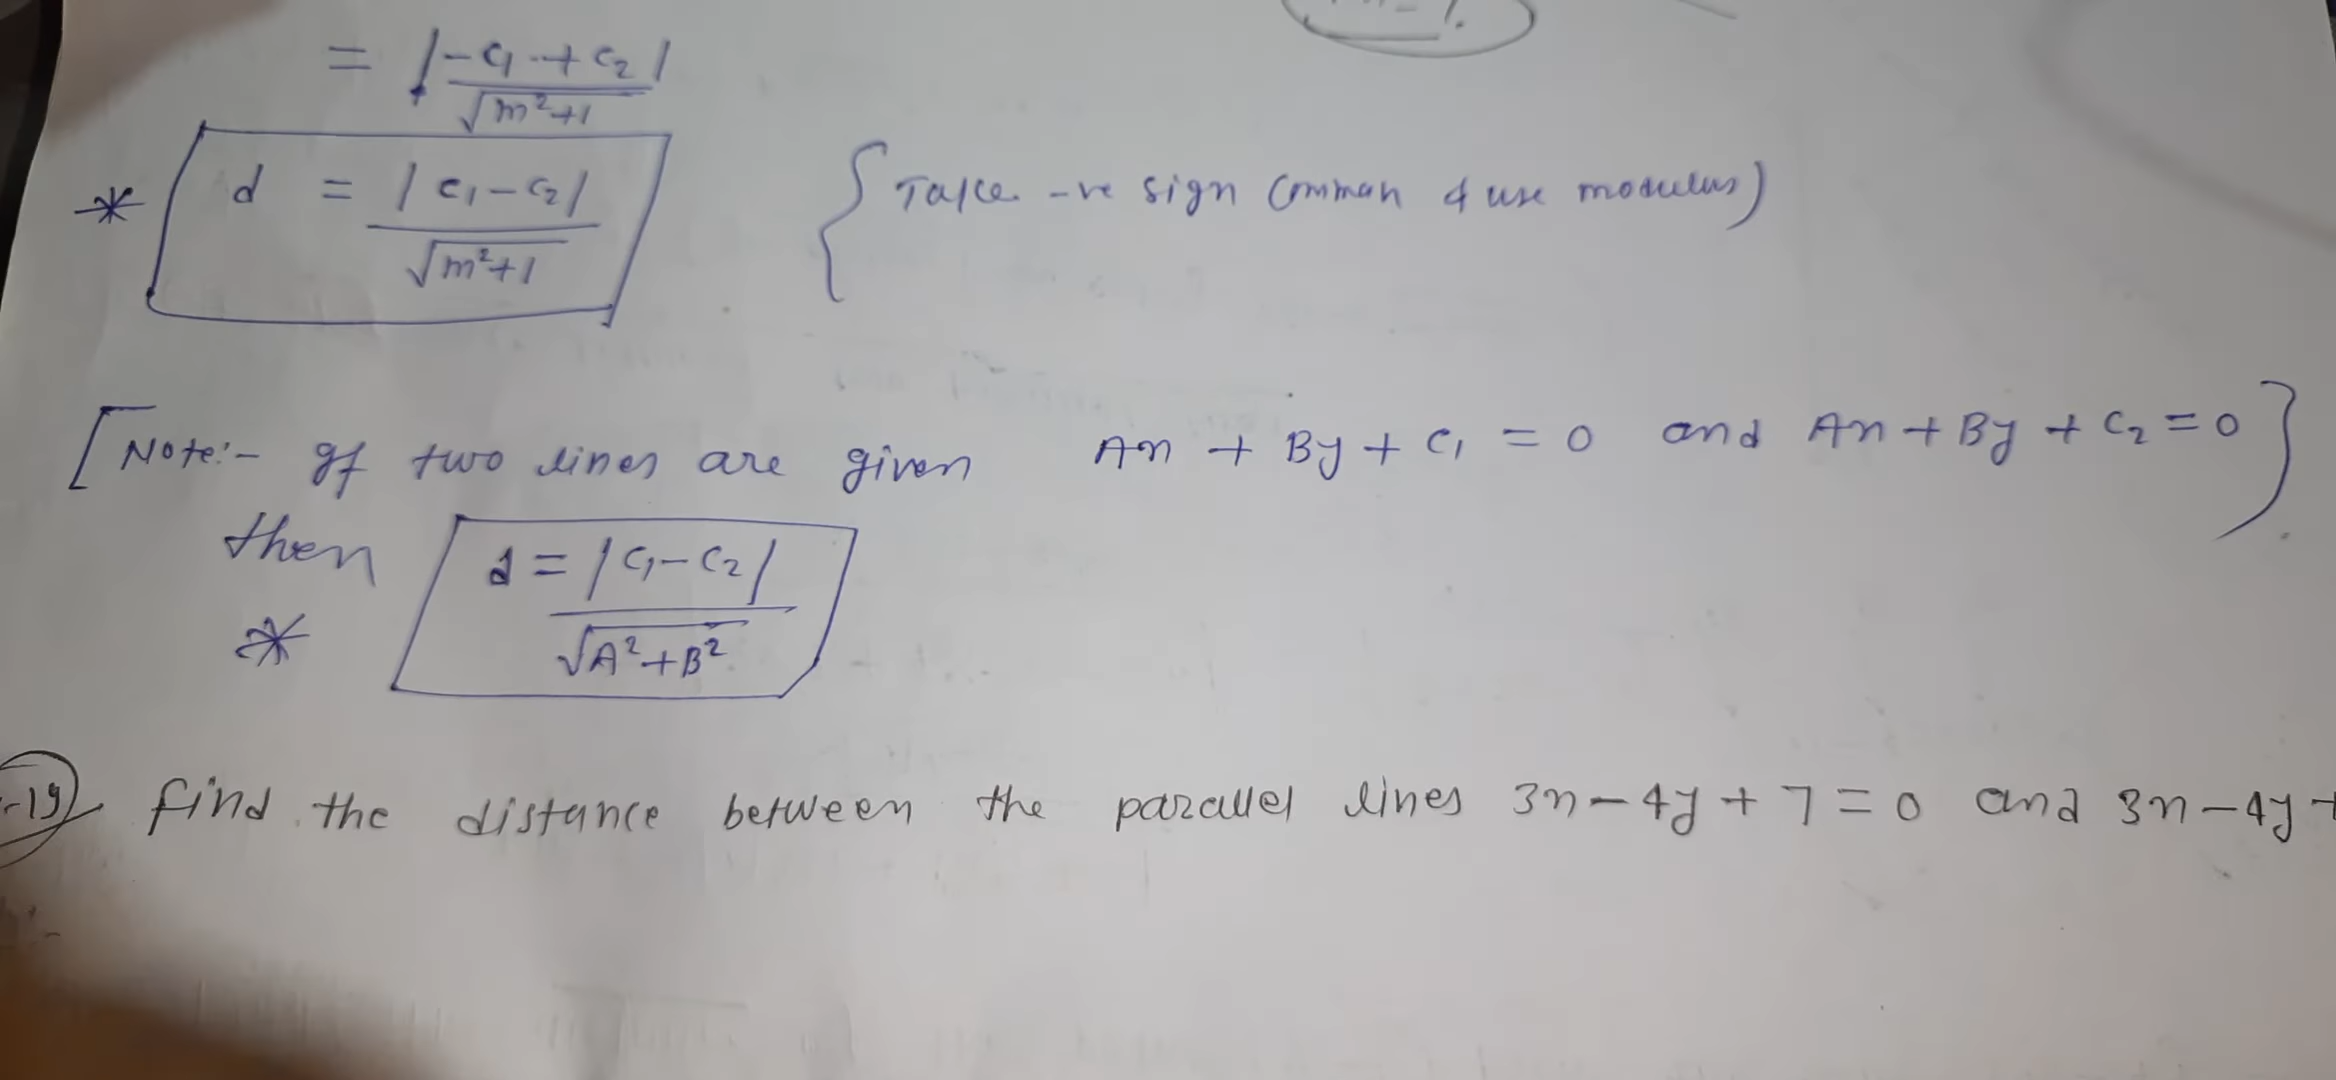 = |-c₁ + c₂| / √m²+1
* d = |c₁-c₂| / √m²+1 { Take -ve sign common & use modulus)
[Note:- If two lines are given Ax + By + c₁ = 0 and Ax + By + c₂ = 0]
then d = |c₁-c₂| / √A²+B²
*
-19) find the distance between the parallel lines 3x-4y+7=0 and 3x-4y+